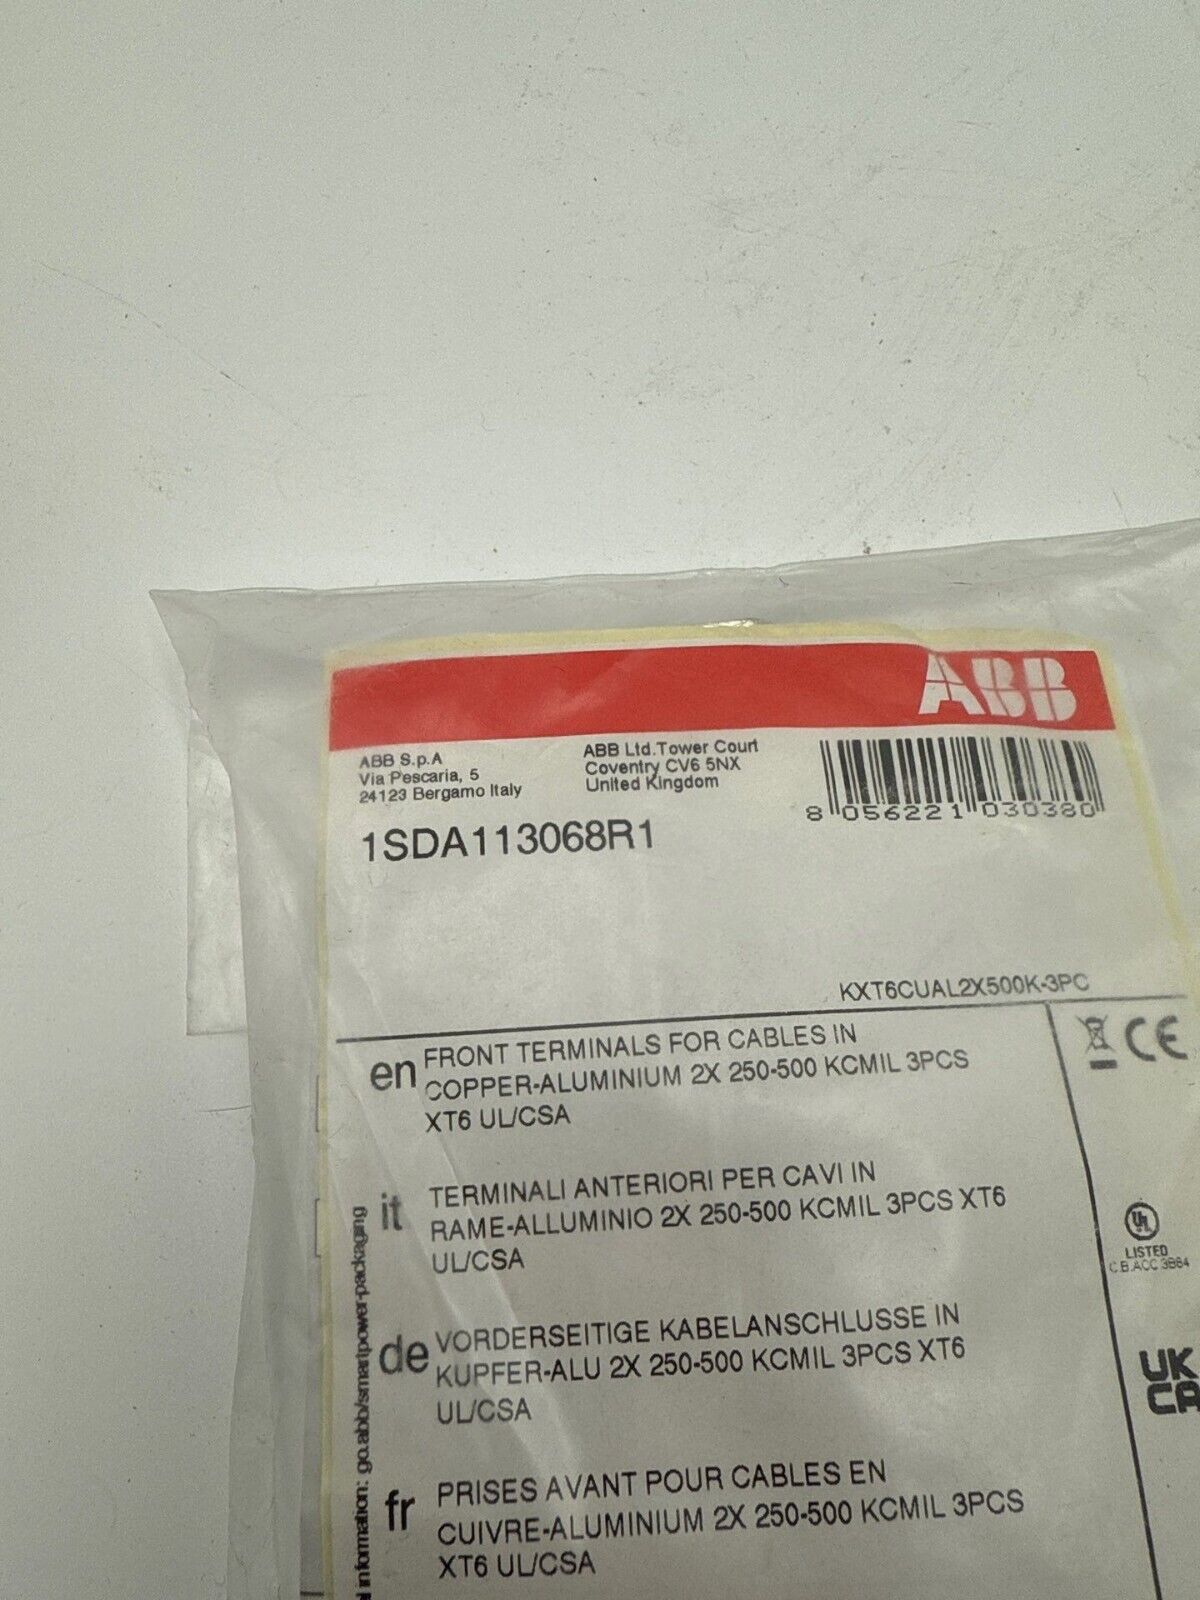 ABB
ABB S.p.A
Via Pescaria, 5
24123 Bergamo Italy
ABB Ltd.Tower Court
Coventry CV6 5NX
United Kingdom
8 056221 030380
1SDA113068R1
KXT6CUAL2X500K-3PC
en FRONT TERMINALS FOR CABLES IN
COPPER-ALUMINIUM 2X 250-500 KCMIL 3PCS
XT6 UL/CSA
CE
it TERMINALI ANTERIORI PER CAVI IN
RAME-ALLUMINIO 2X 250-500 KCMIL 3PCS XT6
UL/CSA
UL
LISTED
C.B.ACC 3B64
de VORDERSEITIGE KABELANSCHLUSSE IN
KUPFER-ALU 2X 250-500 KCMIL 3PCS XT6
UL/CSA
UK
CA
fr PRISES AVANT POUR CABLES EN
CUIVRE-ALUMINIUM 2X 250-500 KCMIL 3PCS
XT6 UL/CSA
information: go.abb/smartpower-packaging